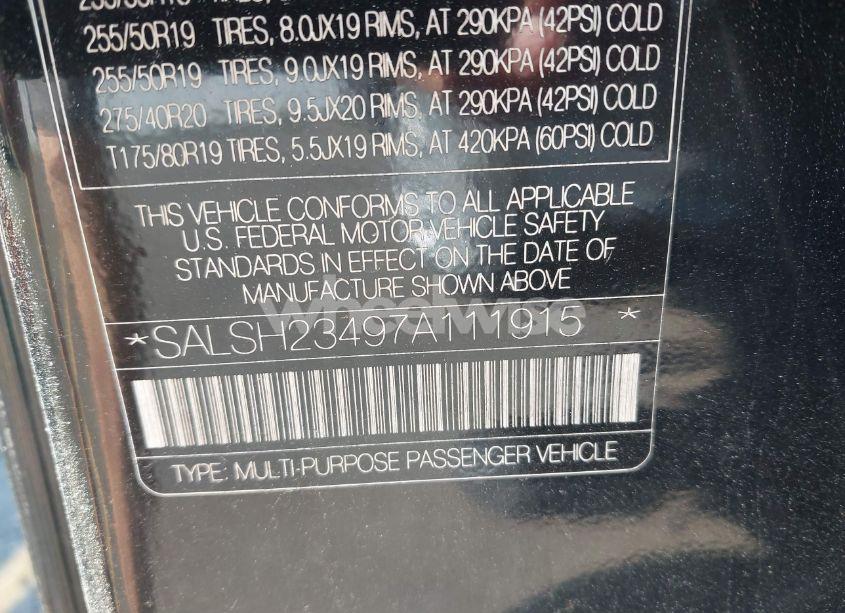 255/50R19 TIRES, 8.0JX19 RIMS, AT 290KPA (42PSI) COLD
255/50R19 TIRES, 9.0JX19 RIMS, AT 290KPA (42PSI) COLD
275/40R20 TIRES, 9.5JX20 RIMS, AT 290KPA (42PSI) COLD
T175/80R19 TIRES, 5.5JX19 RIMS, AT 420KPA (60PSI) COLD
THIS VEHICLE CONFORMS TO ALL APPLICABLE
U.S. FEDERAL MOTOR VEHICLE SAFETY
STANDARDS IN EFFECT ON THE DATE OF
MANUFACTURE SHOWN ABOVE
wheelwise
*SALSH23497A111915 *
TYPE: MULTI-PURPOSE PASSENGER VEHICLE